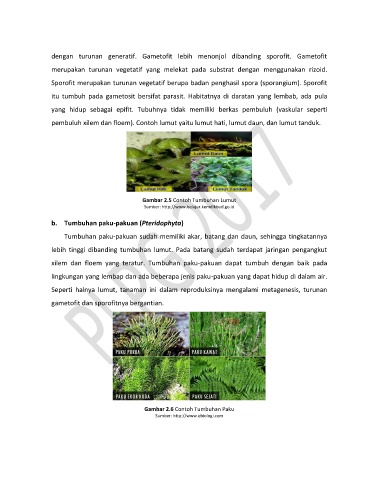 dengan turunan generatif. Gametofit lebih menonjol dibanding sporofit. Gametofit
merupakan turunan vegetatif yang melekat pada substrat dengan menggunakan rizoid.
Sporofit merupakan turunan vegetatif berupa badan penghasil spora (sporangium). Sporofit
itu tumbuh pada gametosit bersifat parasit. Habitatnya di daratan yang lembab, ada pula
yang hidup sebagai epifit. Tubuhnya tidak memiliki berkas pembuluh (vaskular seperti
pembuluh xilem dan floem). Contoh lumut yaitu lumut hati, lumut daun, dan lumut tanduk.
Lumut Daun
Lumut Hati
Lumut Tanduk
Gambar 2.5 Contoh Tumbuhan Lumut
Sumber: http://www.belajar.kemdikbud.go.id
b. Tumbuhan paku-pakuan (Pteridophyta)
Tumbuhan paku-pakuan sudah memiliki akar, batang dan daun, sehingga tingkatannya
lebih tinggi dibanding tumbuhan lumut. Pada batang sudah terdapat jaringan pengangkut
xilem dan floem yang teratur. Tumbuhan paku-pakuan dapat tumbuh dengan baik pada
lingkungan yang lembap dan ada beberapa jenis paku-pakuan yang dapat hidup di dalam air.
Seperti halnya lumut, tanaman ini dalam reproduksinya mengalami metagenesis, turunan
gametofit dan sporofitnya bergantian.
PAKU PURBA
PAKU KAWAT
PAKU EKOR KUDA
PAKU SEJATI
Gambar 2.6 Contoh Tumbuhan Paku
PLPG 2017